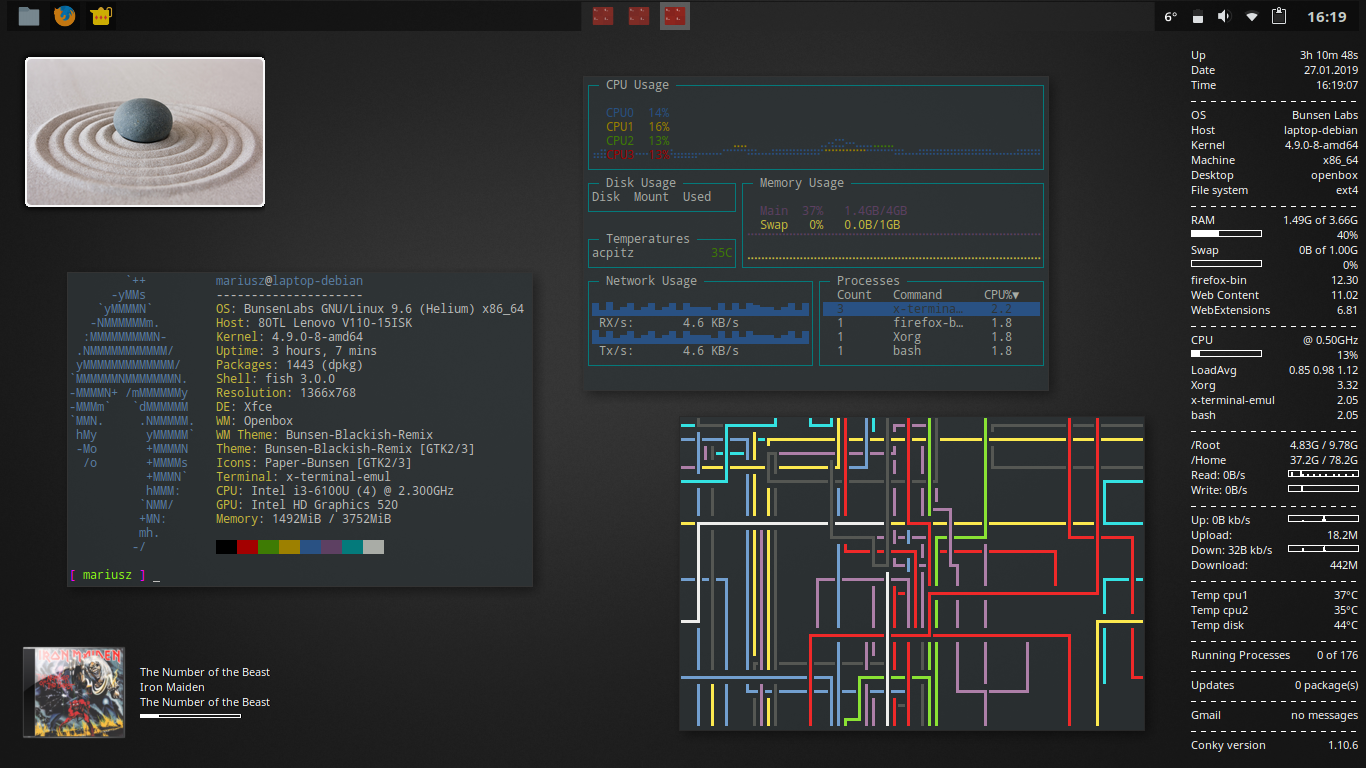 6° 16:19
CPU Usage
CPU0 14%
CPU1 16%
CPU2 13%
CPU3 13%
Disk Usage
Disk Mount Used
Memory Usage
Main 37% 1.4GB/4GB
Swap 0% 0.0B/1GB
Temperatures
acpitz 35C
Network Usage
RX/s: 4.6 KB/s
Tx/s: 4.6 KB/s
Processes
Count Command CPU%▼
3 x-termina… 2.2
1 firefox-b… 1.8
1 Xorg 1.8
1 bash 1.8
mariusz@laptop-debian
---------------------
OS: BunsenLabs GNU/Linux 9.6 (Helium) x86_64
Host: 80TL Lenovo V110-15ISK
Kernel: 4.9.0-8-amd64
Uptime: 3 hours, 7 mins
Packages: 1443 (dpkg)
Shell: fish 3.0.0
Resolution: 1366x768
DE: Xfce
WM: Openbox
WM Theme: Bunsen-Blackish-Remix
Theme: Bunsen-Blackish-Remix [GTK2/3]
Icons: Paper-Bunsen [GTK2/3]
Terminal: x-terminal-emul
CPU: Intel i3-6100U (4) @ 2.300GHz
GPU: Intel HD Graphics 520
Memory: 1492MiB / 3752MiB
[ mariusz ] _
IRON MAIDEN
The Number of the Beast
Iron Maiden
The Number of the Beast
Up 3h 10m 48s
Date 27.01.2019
Time 16:19:07
OS Bunsen Labs
Host laptop-debian
Kernel 4.9.0-8-amd64
Machine x86_64
Desktop openbox
File system ext4
RAM 1.49G of 3.66G
40%
Swap 0B of 1.00G
0%
firefox-bin 12.30
Web Content 11.02
WebExtensions 6.81
CPU @ 0.50GHz
13%
LoadAvg 0.85 0.98 1.12
Xorg 3.32
x-terminal-emul 2.05
bash 2.05
/Root 4.83G / 9.78G
/Home 37.2G / 78.2G
Read: 0B/s
Write: 0B/s
Up: 0B kb/s
Upload: 18.2M
Down: 32B kb/s
Download: 442M
Temp cpu1 37°C
Temp cpu2 35°C
Temp disk 44°C
Running Processes 0 of 176
Updates 0 package(s)
Gmail no messages
Conky version 1.10.6